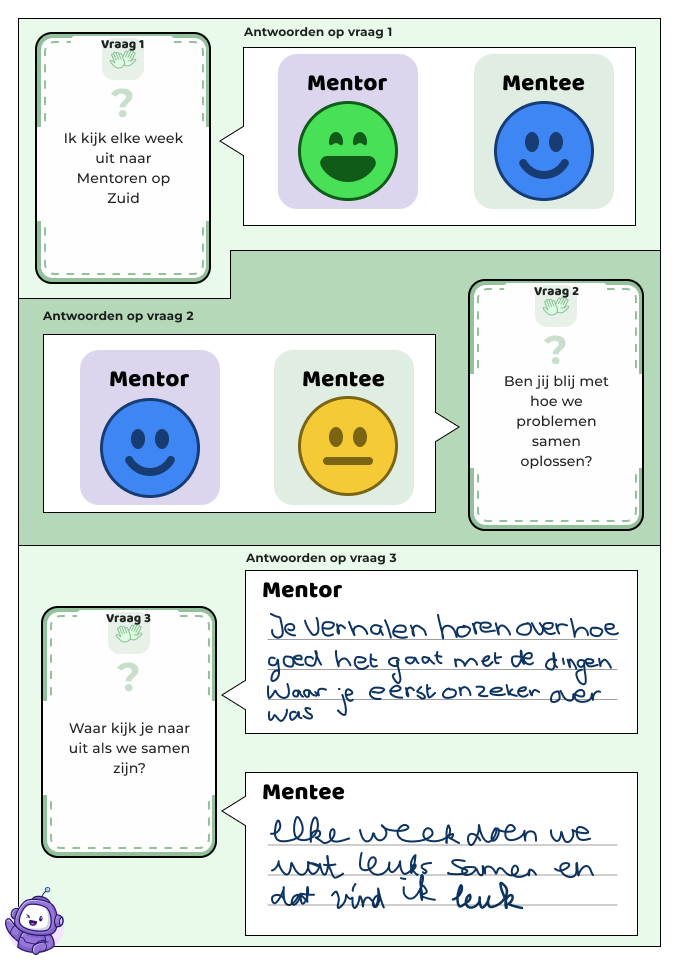 Vraag 1
Ik kijk elke week
uit naar
Mentoren op
Zuid
Antwoorden op vraag 1
Mentor
Mentee
Antwoorden op vraag 2
Mentor
Mentee
Vraag 2
Ben jij blij met
hoe we
problemen
samen
oplossen?
Vraag 3
Waar kijk je naar
uit als we samen
zijn?
Antwoorden op vraag 3
Mentor
Je verhalen horen over hoe
goed het gaat met de dingen
waar je eerst onzeker over
was
Mentee
elke week doen we
wat leuks samen en
dat vind ik leuk